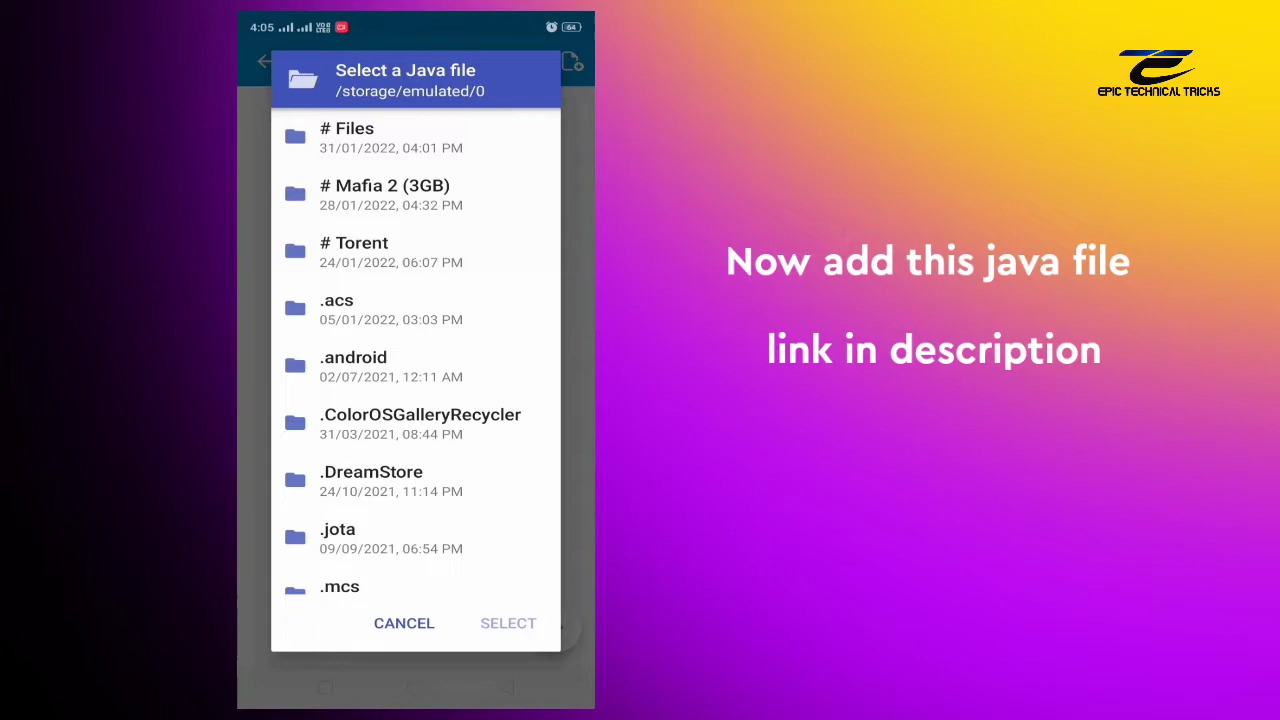 4:05
VO LTE
64
Select a Java file
/storage/emulated/0
# Files
31/01/2022, 04:01 PM
# Mafia 2 (3GB)
28/01/2022, 04:32 PM
# Torent
24/01/2022, 06:07 PM
.acs
05/01/2022, 03:03 PM
.android
02/07/2021, 12:11 AM
.ColorOSGalleryRecycler
31/03/2021, 08:44 PM
.DreamStore
24/10/2021, 11:14 PM
.jota
09/09/2021, 06:54 PM
.mcs
CANCEL SELECT
EPIC TECHNICAL TRICKS
Now add this java file
link in description